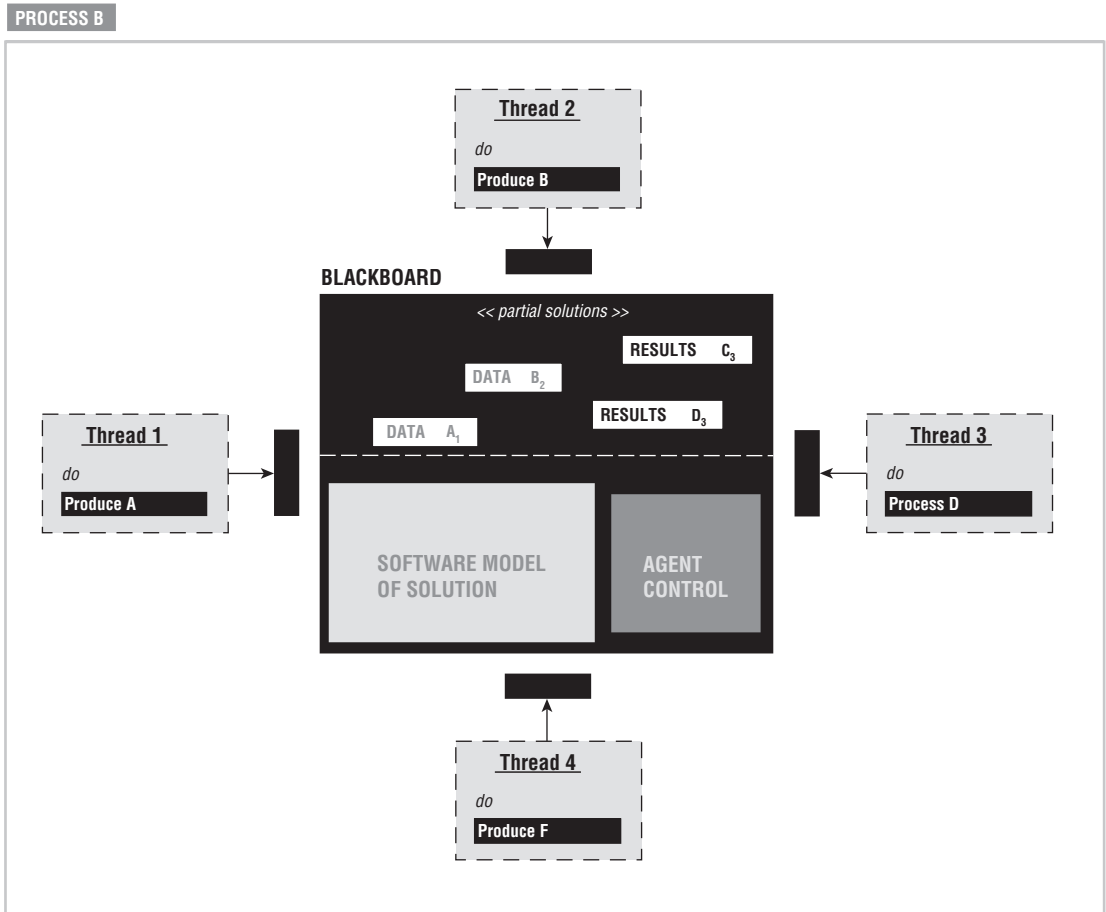 PROCESS B
Thread 2
do
Produce B
BLACKBOARD
<< partial solutions >>
RESULTS C₃
DATA B₂
RESULTS D₃
DATA A₁
Thread 1
do
Produce A
Thread 3
do
Process D
SOFTWARE MODEL
OF SOLUTION
AGENT
CONTROL
Thread 4
do
Produce F